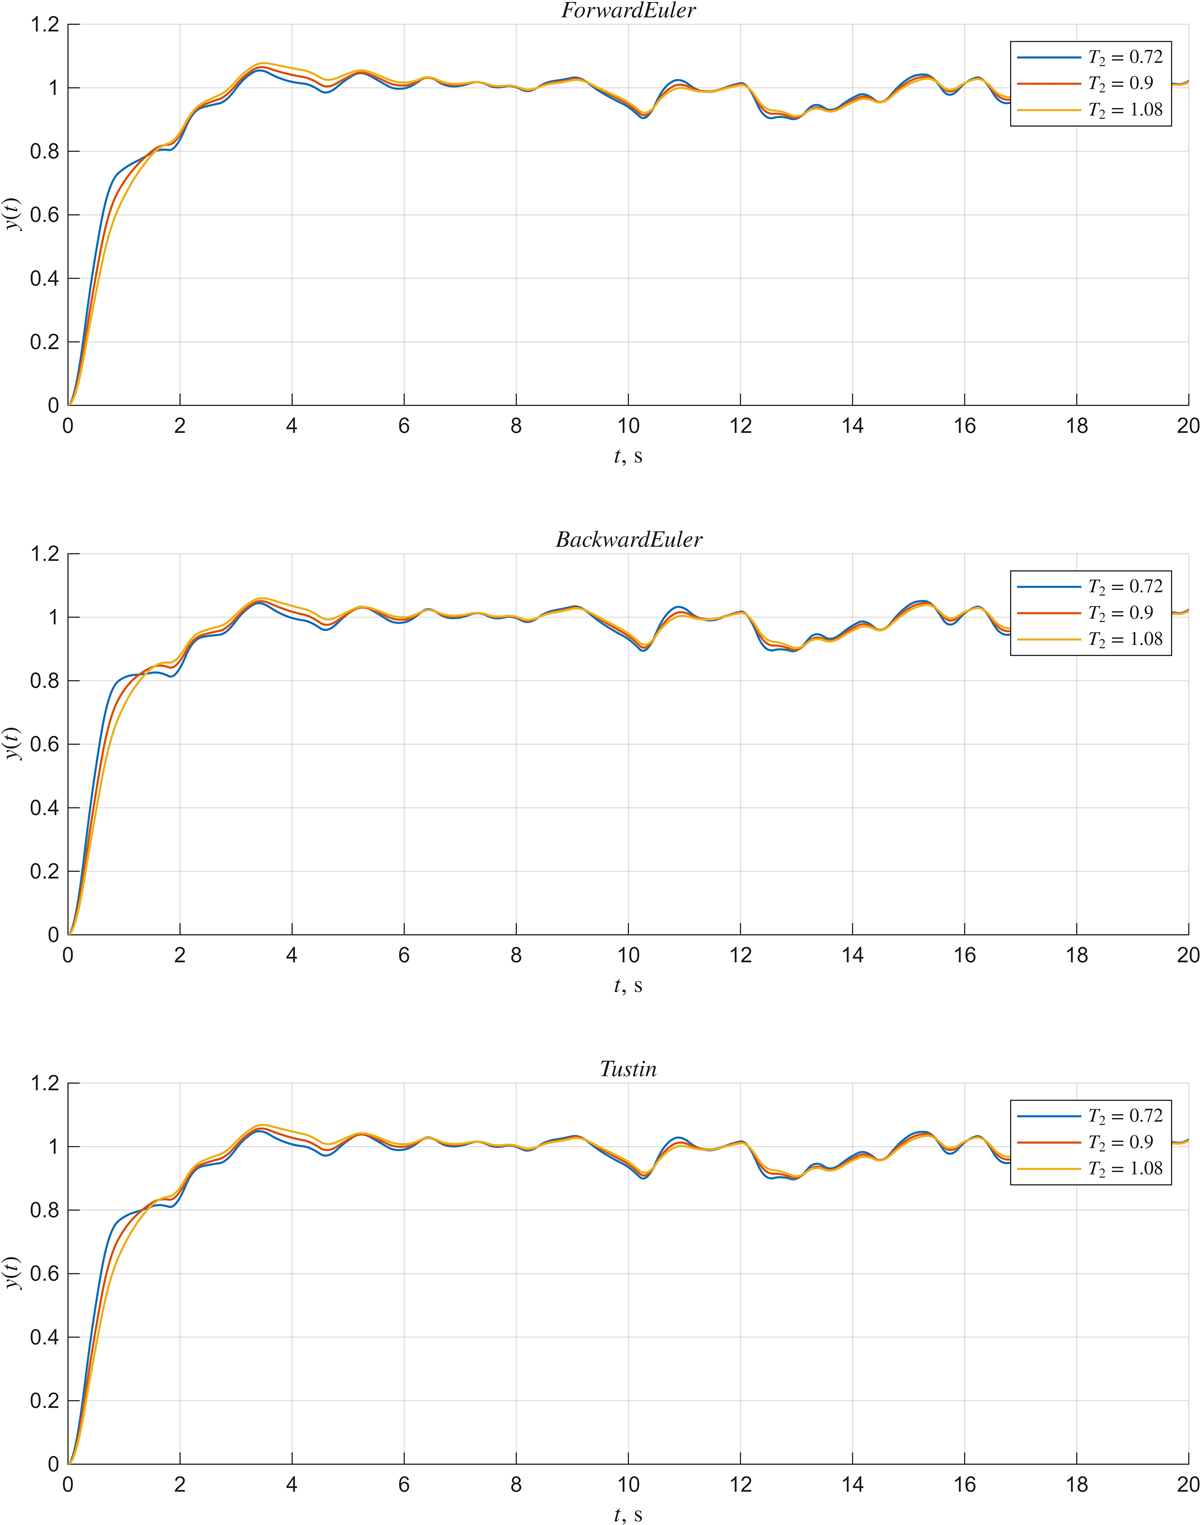 ForwardEuler
1.2
1
0.8
0.6
0.4
0.2
0
y(t)
0 2 4 6 8 10 12 14 16 18 20
t, s
T₂ = 0.72
T₂ = 0.9
T₂ = 1.08
BackwardEuler
1.2
1
0.8
0.6
0.4
0.2
0
y(t)
0 2 4 6 8 10 12 14 16 18 20
t, s
T₂ = 0.72
T₂ = 0.9
T₂ = 1.08
Tustin
1.2
1
0.8
0.6
0.4
0.2
0
y(t)
0 2 4 6 8 10 12 14 16 18 20
t, s
T₂ = 0.72
T₂ = 0.9
T₂ = 1.08